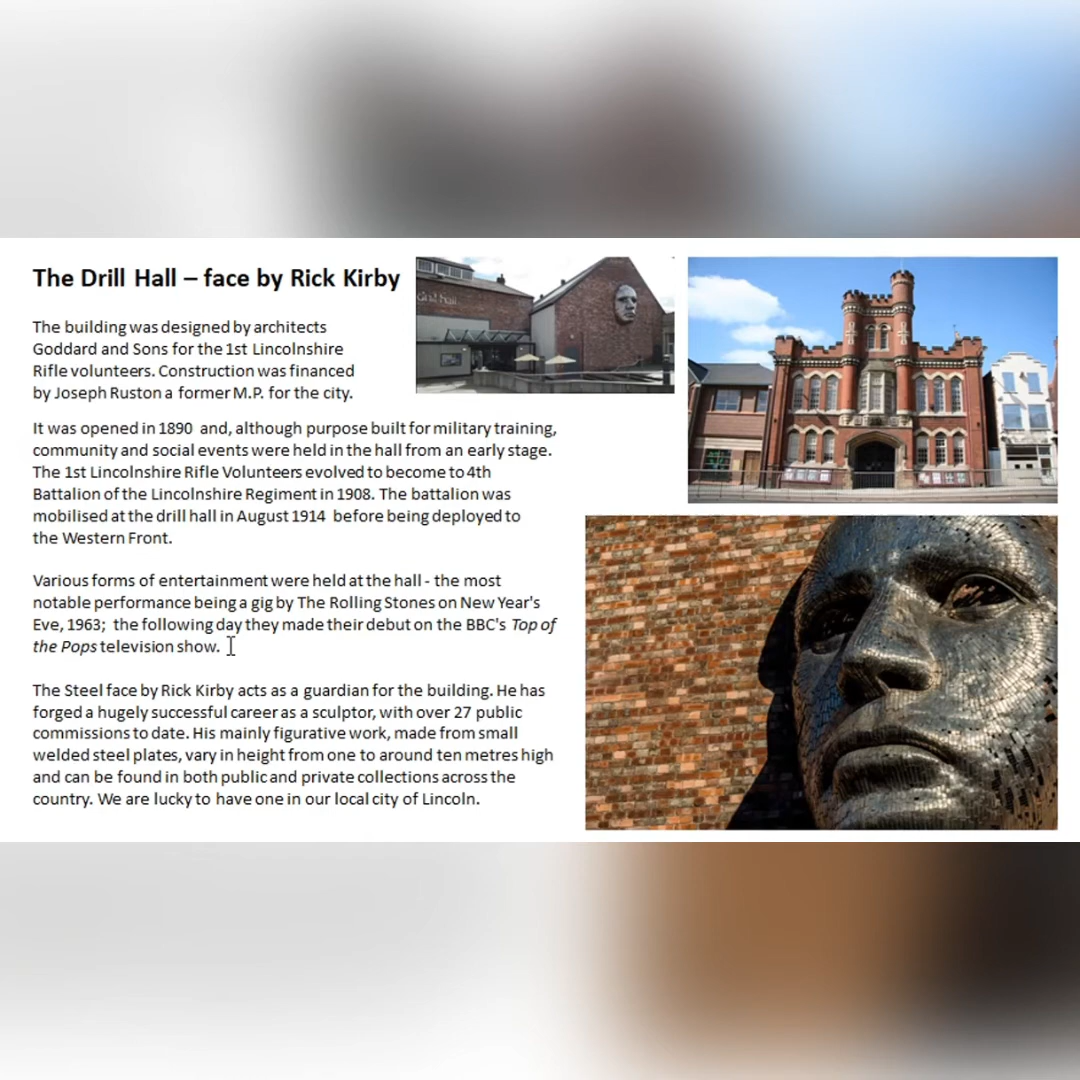 The Drill Hall – face by Rick Kirby
The building was designed by architects
Goddard and Sons for the 1st Lincolnshire
Rifle volunteers. Construction was financed
by Joseph Ruston a former M.P. for the city.
It was opened in 1890 and, although purpose built for military training,
community and social events were held in the hall from an early stage.
The 1st Lincolnshire Rifle Volunteers evolved to become to 4th
Battalion of the Lincolnshire Regiment in 1908. The battalion was
mobilised at the drill hall in August 1914 before being deployed to
the Western Front.
Various forms of entertainment were held at the hall - the most
notable performance being a gig by The Rolling Stones on New Year's
Eve, 1963; the following day they made their debut on the BBC's Top of
the Pops television show.
The Steel face by Rick Kirby acts as a guardian for the building. He has
forged a hugely successful career as a sculptor, with over 27 public
commissions to date. His mainly figurative work, made from small
welded steel plates, vary in height from one to around ten metres high
and can be found in both public and private collections across the
country. We are lucky to have one in our local city of Lincoln.